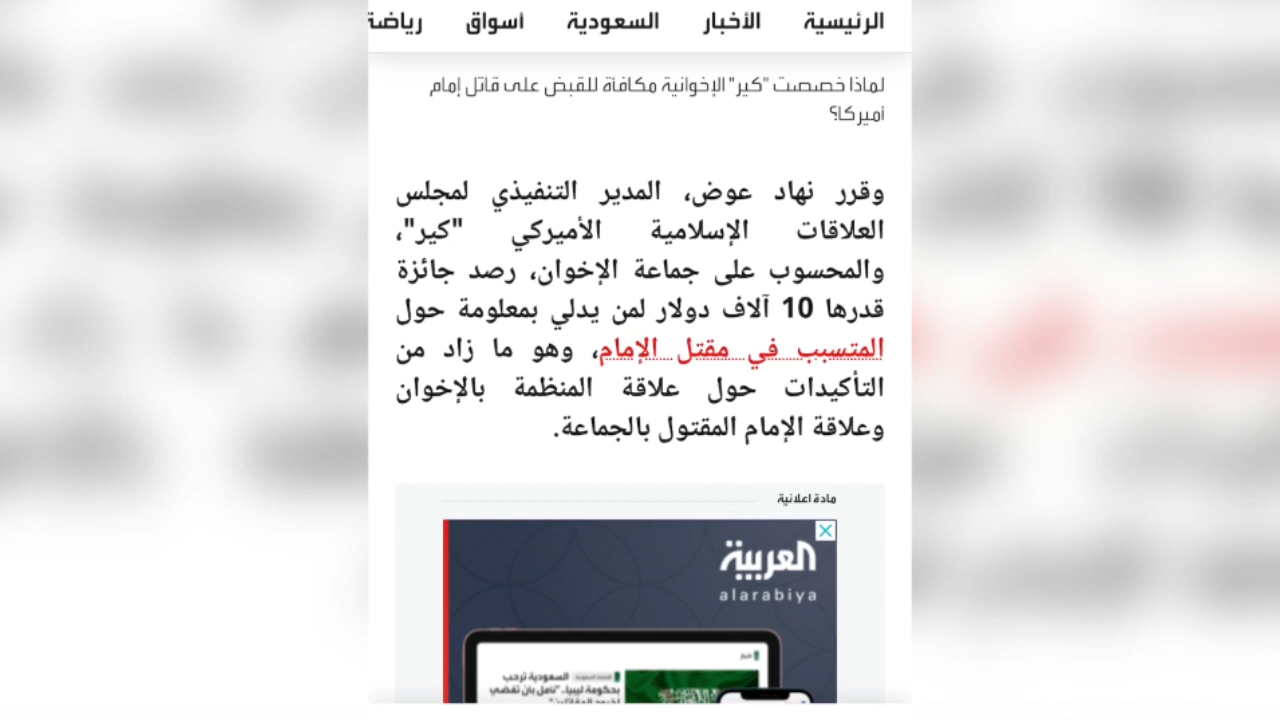 الرئيسية الأخبار السعودية أسواق رياضة
لماذا خصصت "كير" الإخوانية مكافأة للقبض على قاتل إمام
أميركا؟
وقرر نهاد عوض، المدير التنفيذي لمجلس
العلاقات الإسلامية الأميركي "كير"،
والمحسوب على جماعة الإخوان، رصد جائزة
قدرها 10 آلاف دولار لمن يدلي بمعلومة حول
المتسبب في مقتل الإمام، وهو ما زاد من
التأكيدات حول علاقة المنظمة بالإخوان
وعلاقة الإمام المقتول بالجماعة.
مادة اعلانية
العربية
alarabiya
السعودية ترحب
بحكومة ليبيا.. "نأمل بأن تفضي